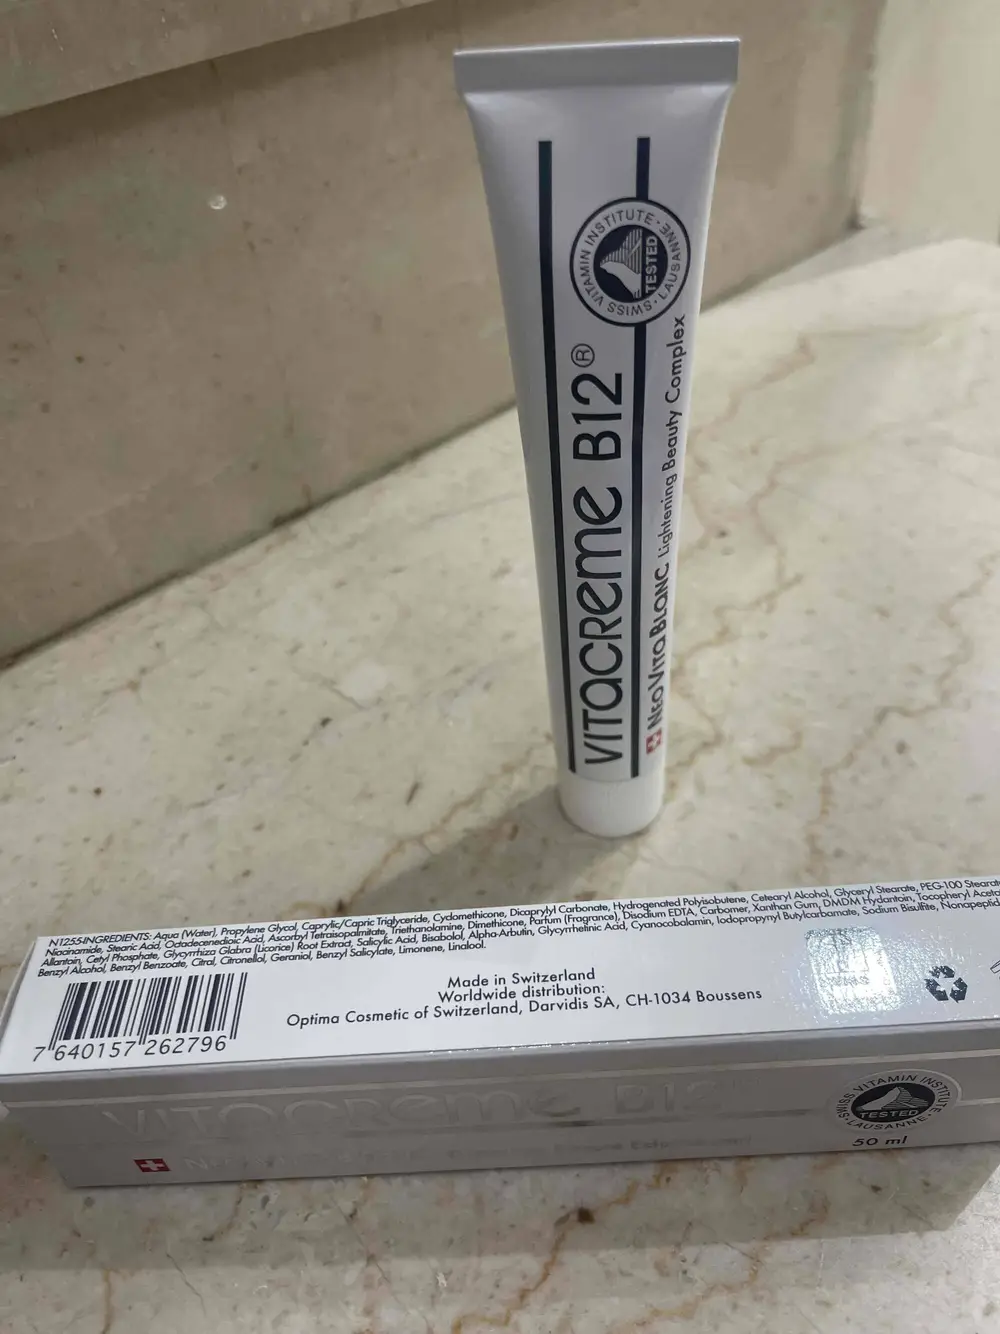 SWISS VITAMIN INSTITUTE · LAUSANNE ·
TESTED
VITACREME B12®
NEOVITA BLANC Lightening Beauty Complex
N1255-INGREDIENTS: Aqua (Water), Propylene Glycol, Caprylic/Capric Triglyceride, Cyclomethicone, Dicaprylyl Carbonate, Hydrogenated Polyisobutene, Cetearyl Alcohol, Glyceryl Stearate, PEG-100 Stearate
Niacinamide, Stearic Acid, Octadecenedioic Acid, Ascorbyl Tetraisopalmitate, Triethanolamine, Dimethicone, Parfum (Fragrance), Disodium EDTA, Carbomer, Xanthan Gum, DMDM Hydantoin, Tocopheryl
Allantoin, Cetyl Phosphate, Glycyrrhiza Glabra (Licorice) Root Extract, Salicylic Acid, Bisabolol, Alpha-Arbutin, Glycyrrhetinic Acid, Cyanocobalamin, Iodopropynyl Butylcarbamate, Sodium Bisulfite,
Benzyl Alcohol, Benzyl Benzoate, Citral, Citronellol, Geraniol, Benzyl Salicylate, Limonene, Linalool.
Made in Switzerland
Worldwide distribution:
Optima Cosmetic of Switzerland, Darvidis SA, CH-1034 Boussens
7 640157 262796
VITACREME B12
SWISS VITAMIN INSTITUTE
TESTED
· LAUSANNE ·
50 ml